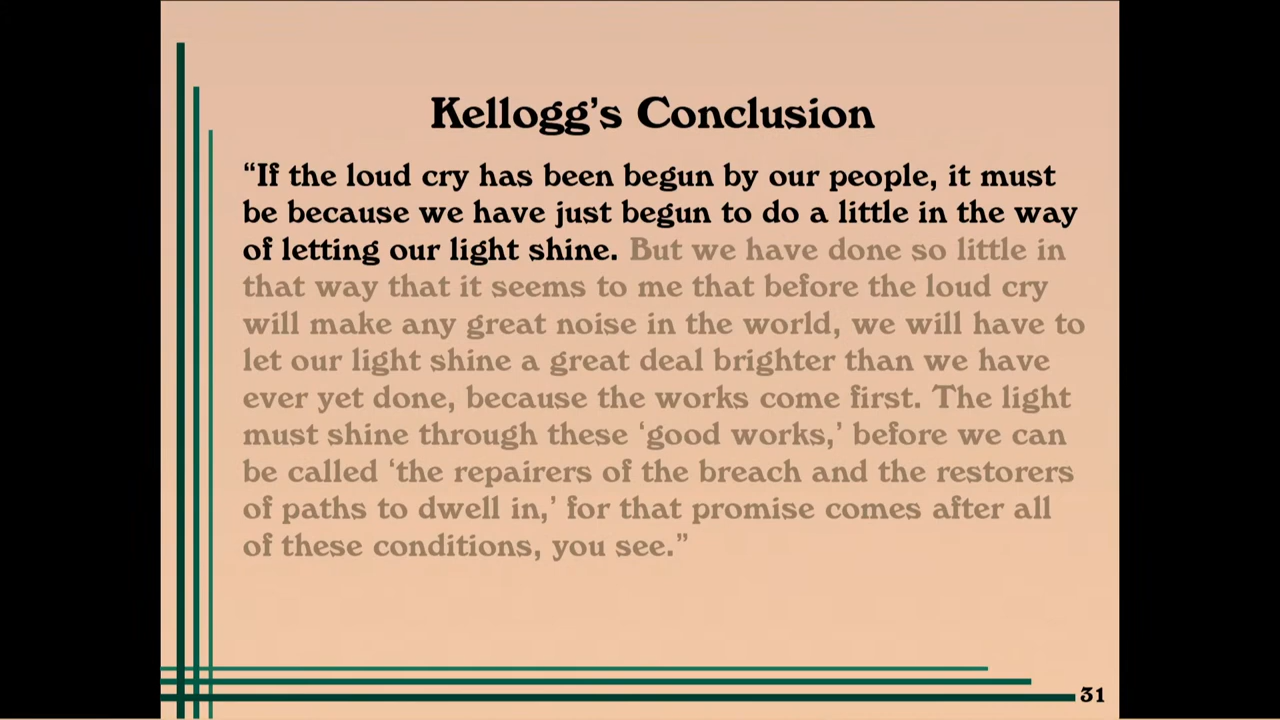 Kellogg’s Conclusion
“If the loud cry has been begun by our people, it must
be because we have just begun to do a little in the way
of letting our light shine. But we have done so little in
that way that it seems to me that before the loud cry
will make any great noise in the world, we will have to
let our light shine a great deal brighter than we have
ever yet done, because the works come first. The light
must shine through these ‘good works,’ before we can
be called ‘the repairers of the breach and the restorers
of paths to dwell in,’ for that promise comes after all
of these conditions, you see.”
31